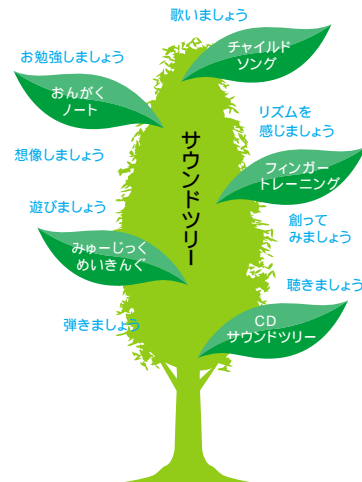 歌いましょう
チャイルド
ソング
お勉強しましょう
おんがく
ノート
リズムを
感じましょう
サウンドツリー
想像しましょう
フィンガー
トレーニング
遊びましょう
創って
みましょう
みゅーじっく
めいきんぐ
聴きましょう
弾きましょう
CD
サウンドツリー